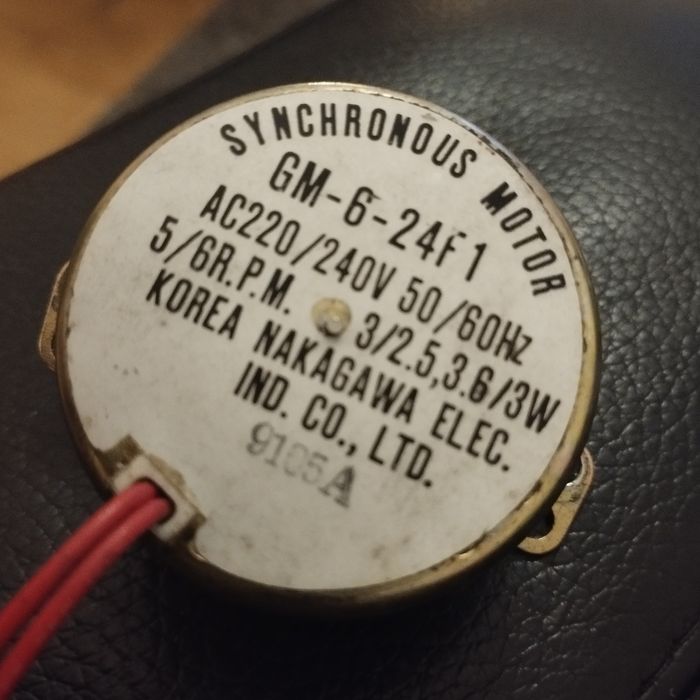 SYNCHRONOUS MOTOR
GM-6-24F1
AC220/240V 50/60Hz
5/6R.P.M. 3/2.5,3.6/3W
KOREA NAKAGAWA ELEC.
IND. CO., LTD.
9105A